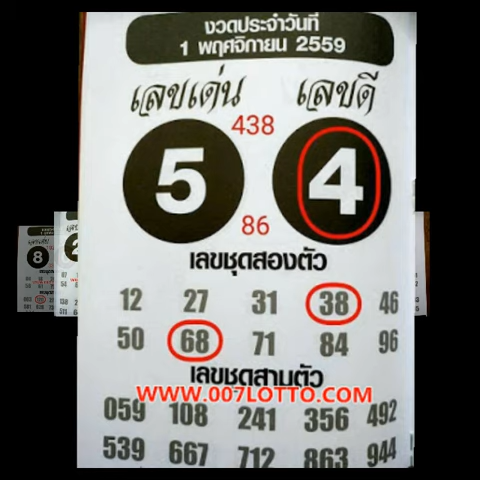 งวดประจำวันที่
1 พฤศจิกายน 2559
เลขเด่น เลขดี
438
5 4
86
เลขชุดสองตัว
12 27 31 38 46
50 68 71 84 96
เลขชุดสามตัว
WWW.007LOTTO.COM
059 108 241 356 492
539 667 712 863 944
8